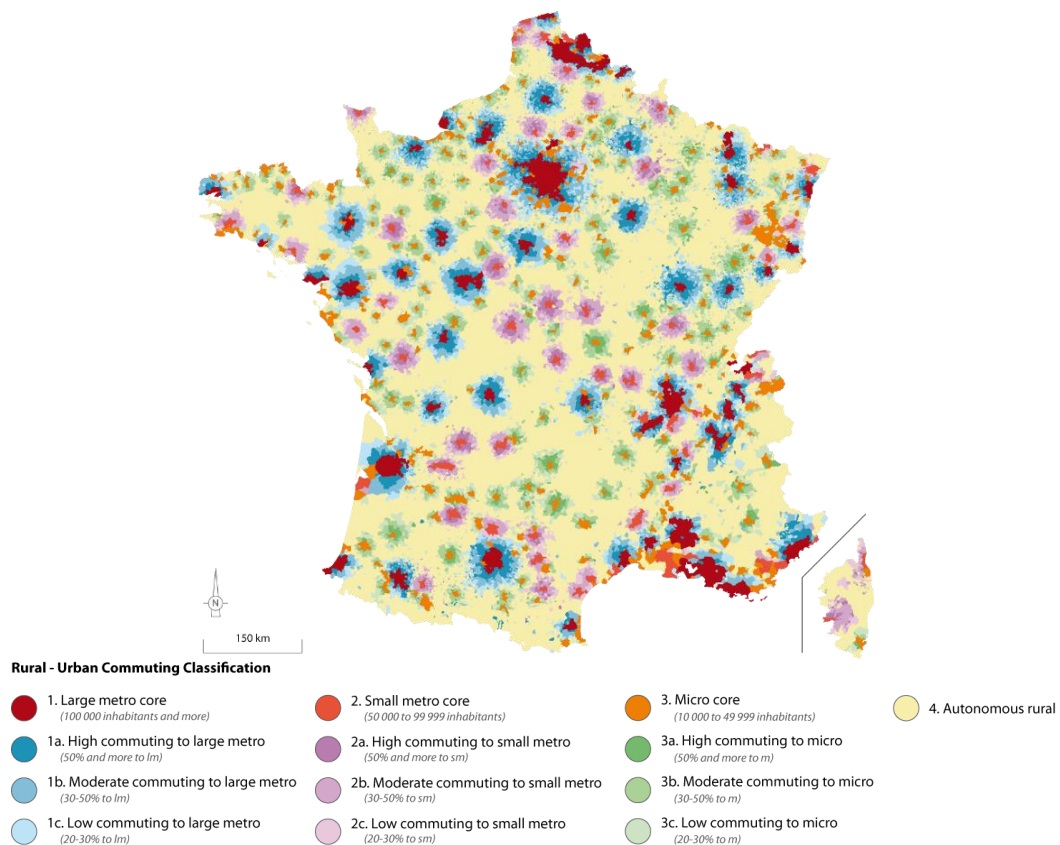 N
150 km
Rural - Urban Commuting Classification
1. Large metro core
(100 000 inhabitants and more)
1a. High commuting to large metro
(50% and more to lm)
1b. Moderate commuting to large metro
(30-50% to lm)
1c. Low commuting to large metro
(20-30% to lm)
2. Small metro core
(50 000 to 99 999 inhabitants)
2a. High commuting to small metro
(50% and more to sm)
2b. Moderate commuting to small metro
(30-50% to sm)
2c. Low commuting to small metro
(20-30% to sm)
3. Micro core
(10 000 to 49 999 inhabitants)
3a. High commuting to micro
(50% and more to m)
3b. Moderate commuting to micro
(30-50% to m)
3c. Low commuting to micro
(20-30% to m)
4. Autonomous rural